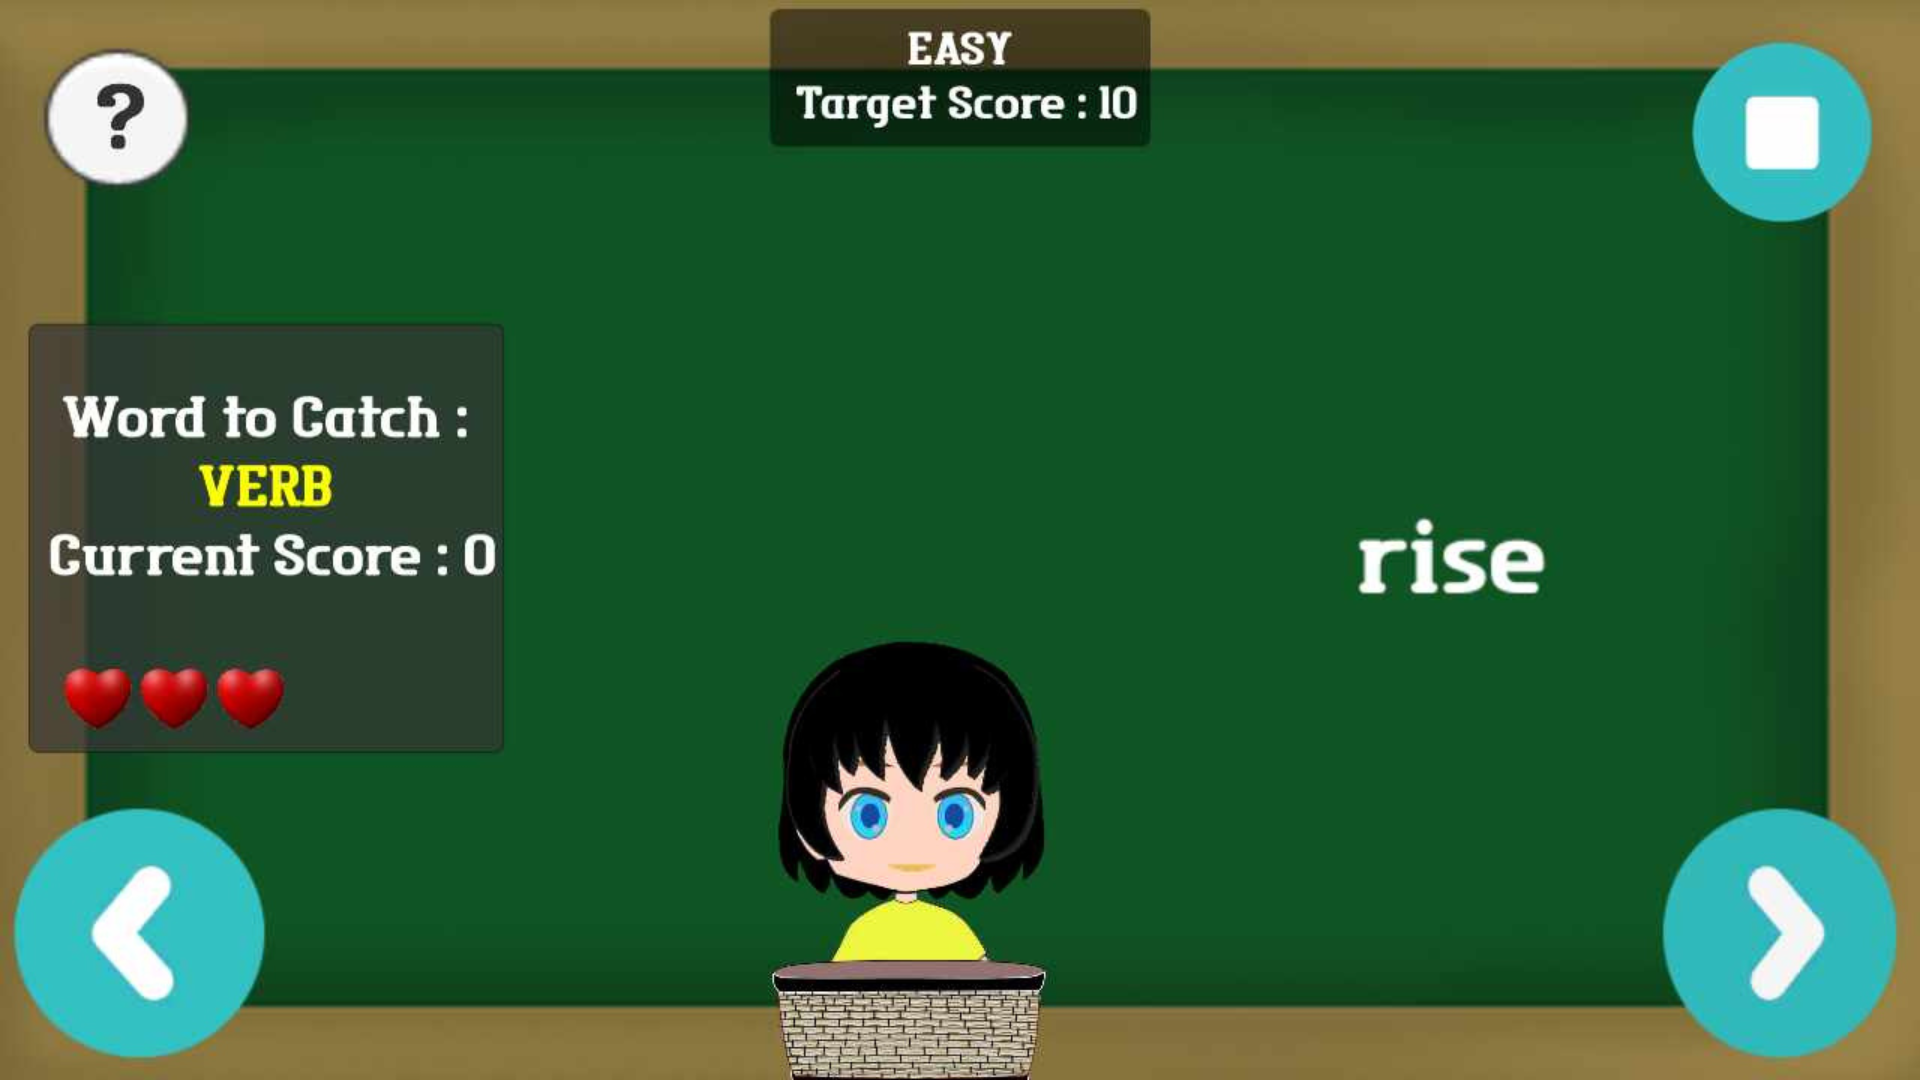 EASY
Target Score : 10
?
Word to Catch :
VERB
Current Score : 0
rise